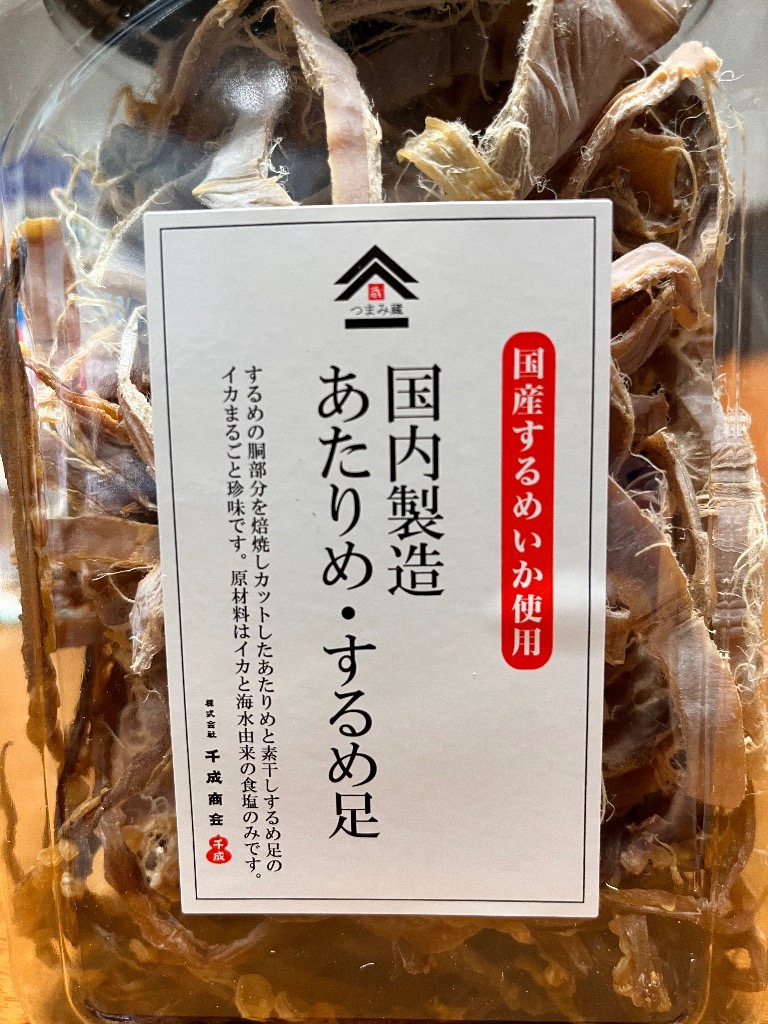 つまみ蔵
国産するめいか使用
国内製造
あたりめ・するめ足
するめの胴部分を焙焼しカットしたあたりめと素干しするめ足の
イカまるごと珍味です。原材料はイカと海水由来の食塩のみです。
株式会社 千成商会
千成